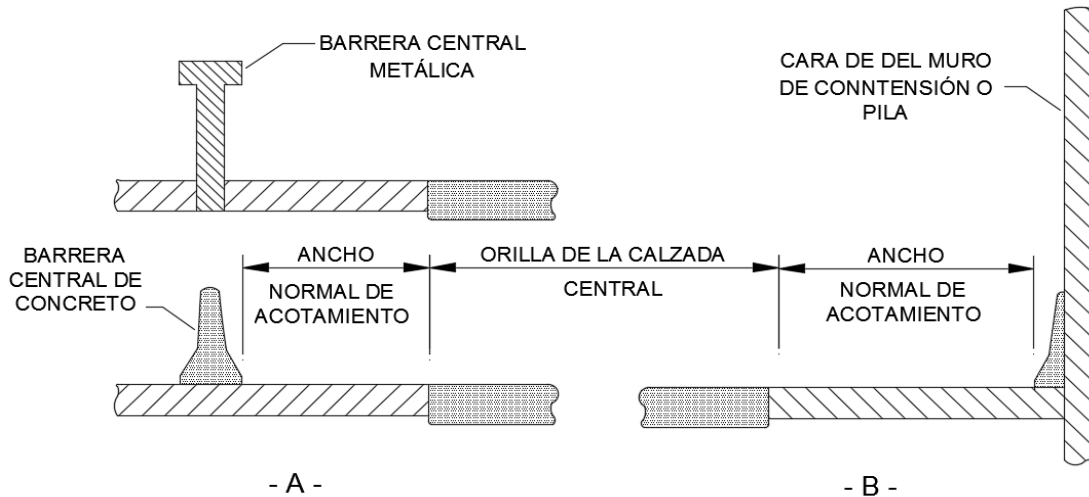 BARRERA CENTRAL
METÁLICA
CARA DE DEL MURO
DE CONNTENSIÓN O
PILA
BARRERA
CENTRAL DE
CONCRETO
ANCHO
NORMAL DE
ACOTAMIENTO
ORILLA DE LA CALZADA
CENTRAL
ANCHO
NORMAL DE
ACOTAMIENTO
- A -
- B -